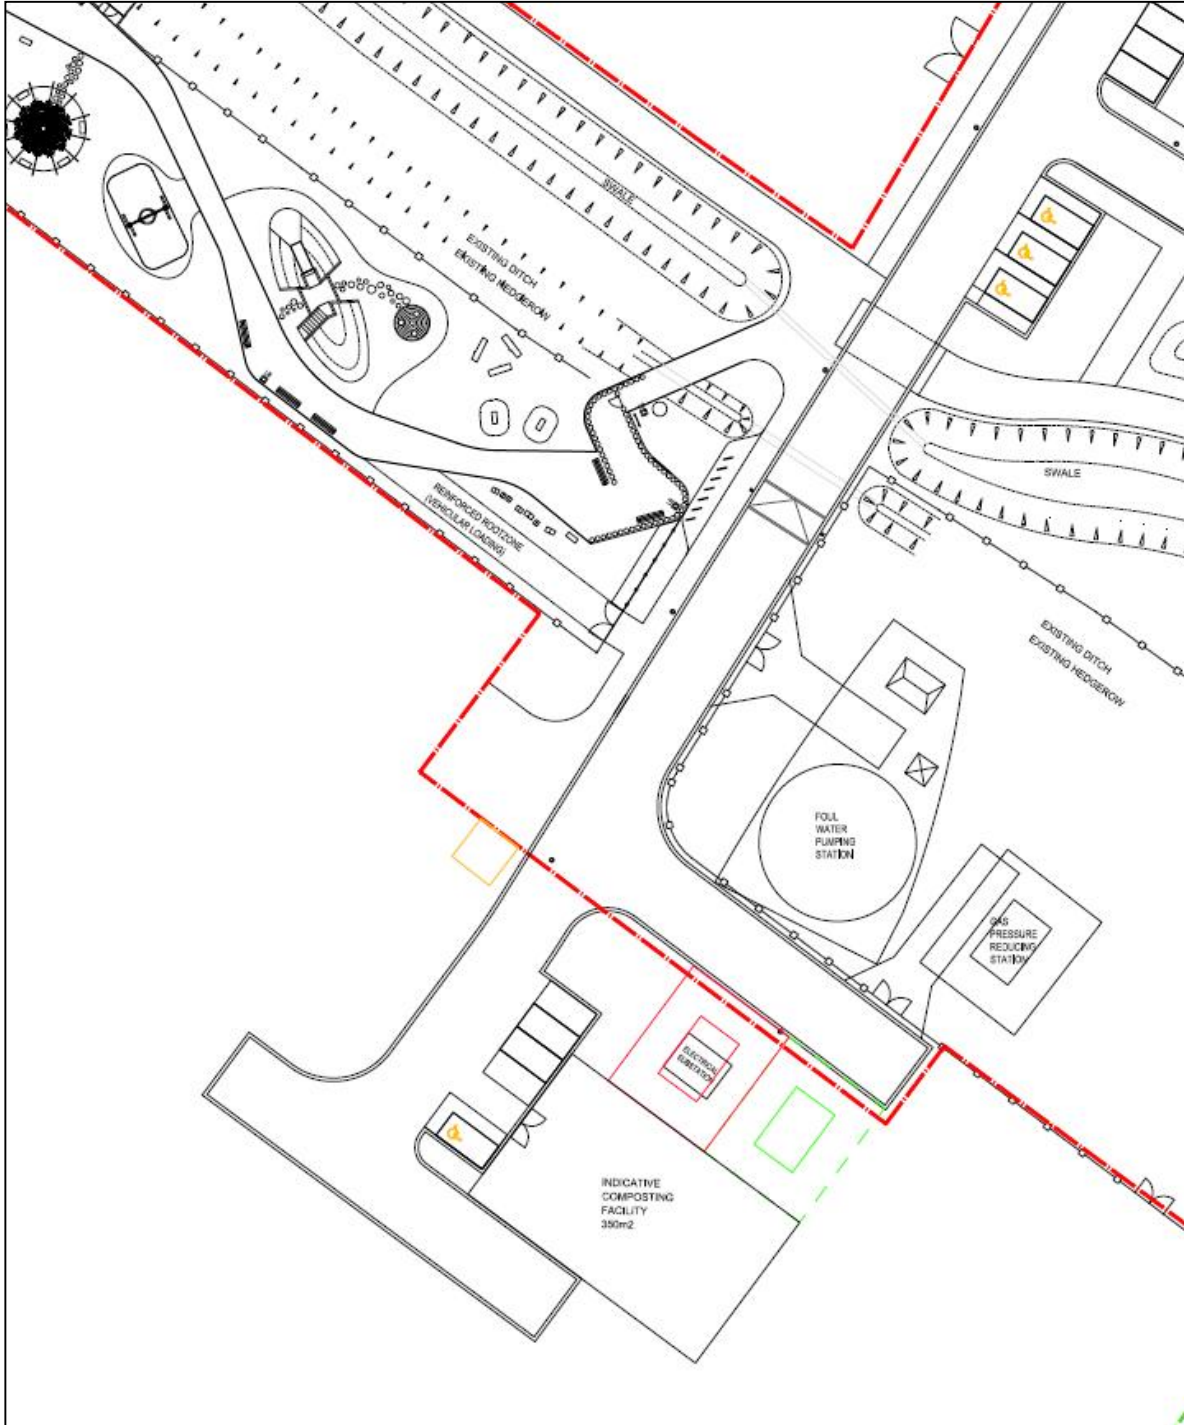 SWALE
EXISTING DITCH
EXISTING HEDGEROW
SWALE
REINFORCED ROOTZONE
(VEHICULAR LOADING)
EXISTING DITCH
EXISTING HEDGEROW
FOUL
WATER
PUMPING
STATION
GAS
PRESSURE
REDUCING
STATION
ELECTRICAL
SUBSTATION
INDICATIVE
COMPOSTING
FACILITY
350m2